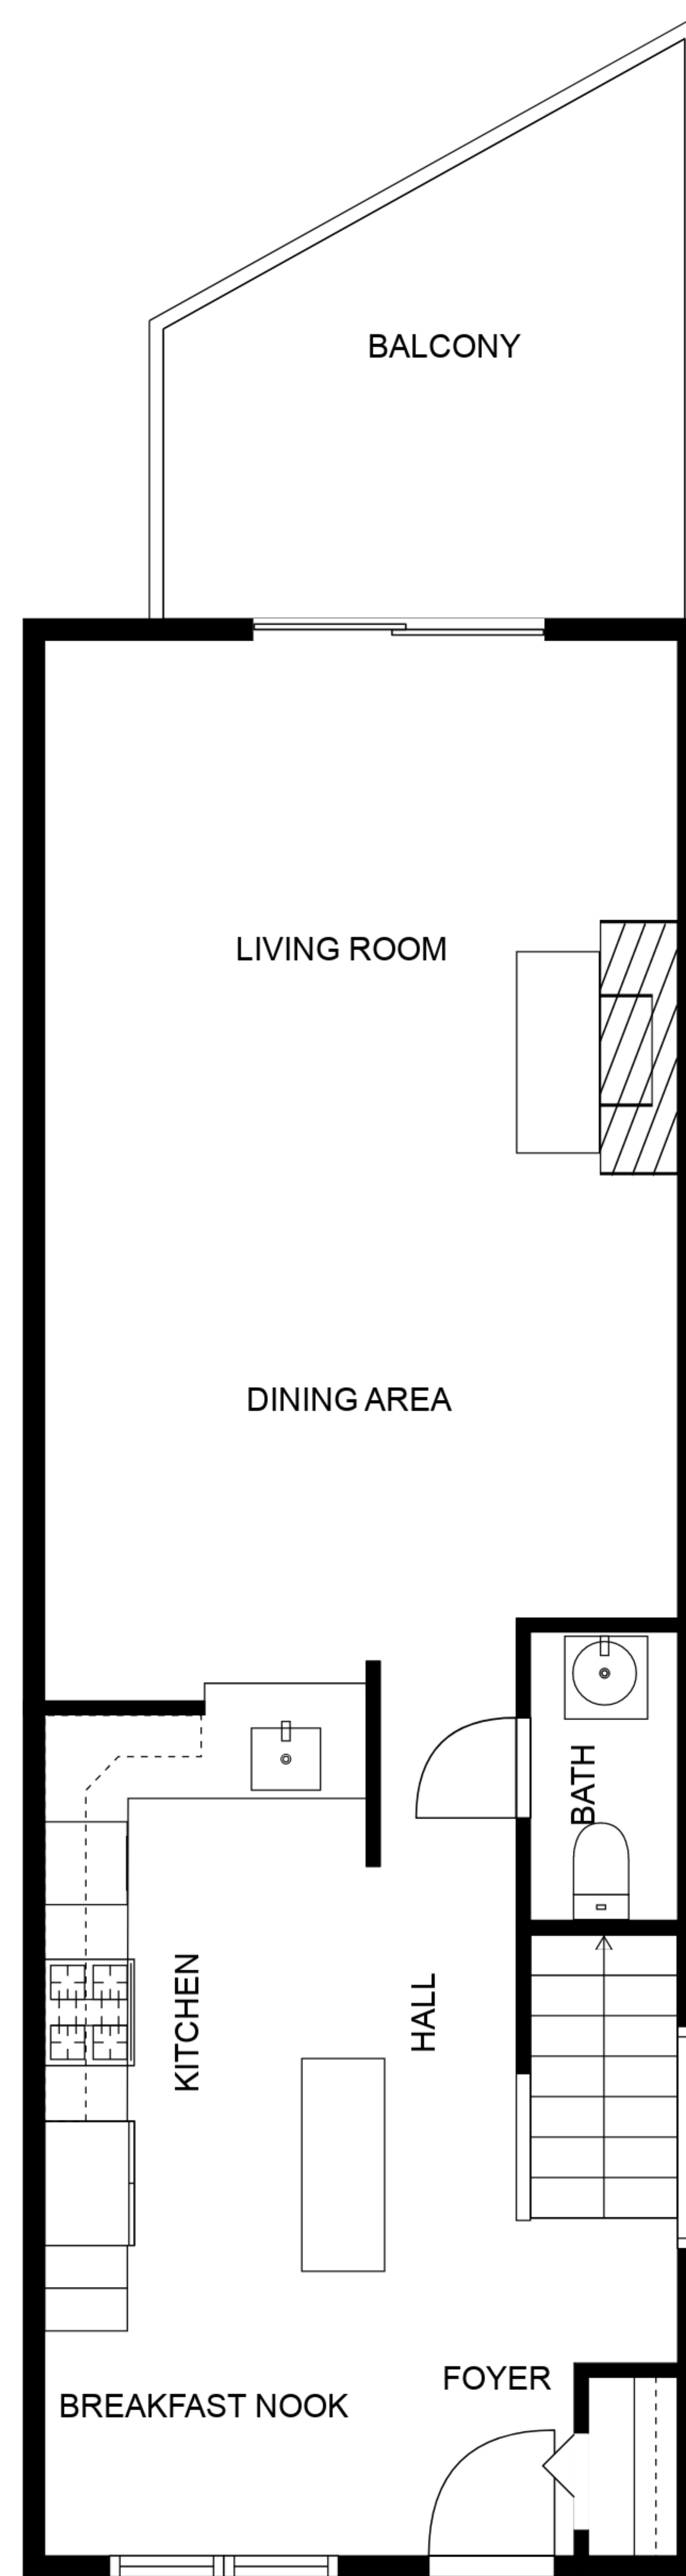 BALCONY
LIVING ROOM
DINING AREA
BATH
KITCHEN
HALL
FOYER
BREAKFAST NOOK